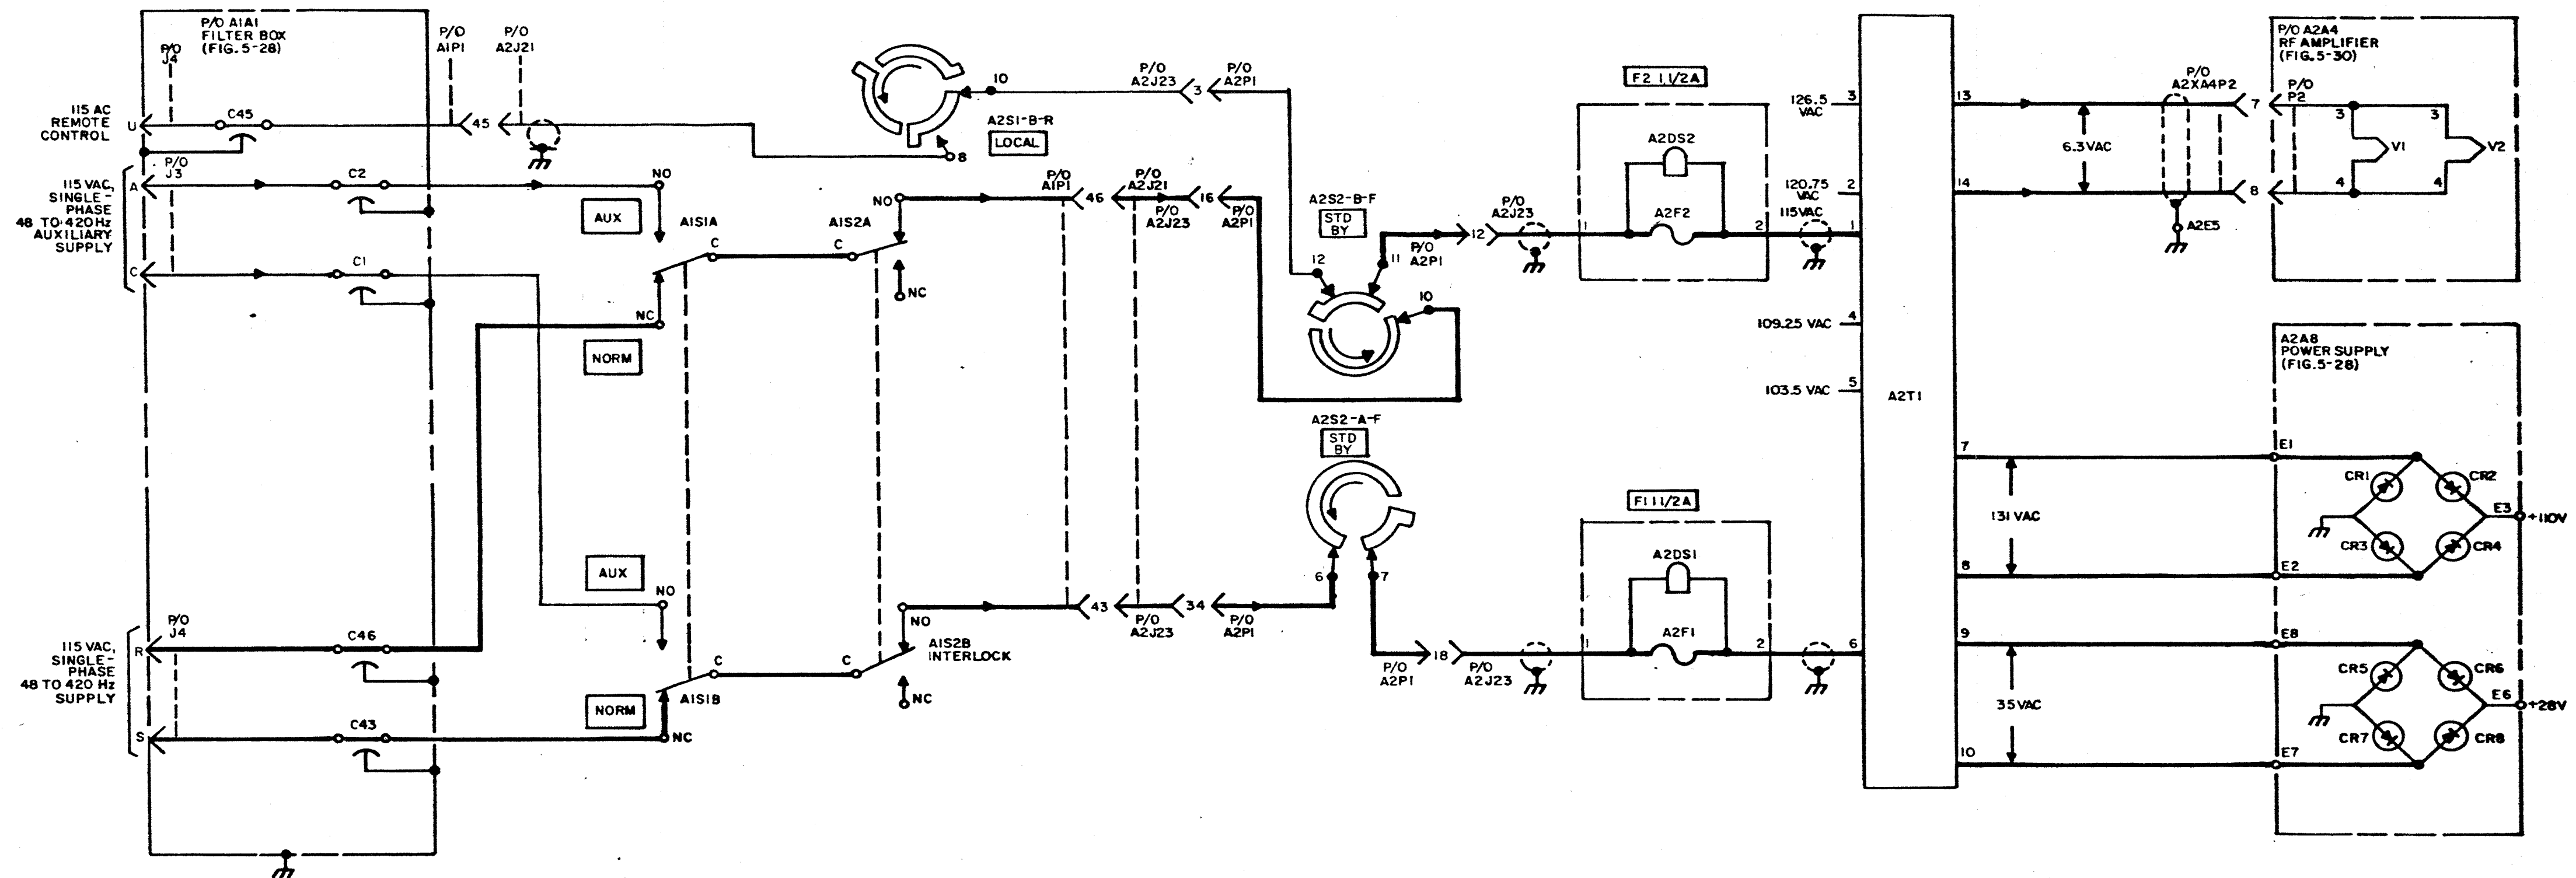 P/O A1A1
FILTER BOX
(FIG.5-28)
P/O
J4
P/O
A1P1
P/O
A2J21
115 AC
REMOTE
CONTROL
U
C45
45
P/O
J3
115 VAC,
SINGLE-
PHASE
48 TO 420Hz
AUXILIARY
SUPPLY
A
C
C2
C1
NO
AUX
A1S1A
NC
NORM
C
C
A1S2A
NO
NC
10
A2S1-B-R
LOCAL
8
P/O
A2J23
3
P/O
A2P1
P/O
A1P1
46
P/O
A2J21
P/O
A2J23
16
P/O
A2P1
A2S2-B-F
STD
BY
12
11
10
P/O
A2P1
12
P/O
A2J23
F2 1 1/2A
A2DS2
A2F2
1
2
126.5
VAC
3
120.75
VAC
2
115VAC
1
109.25 VAC
4
103.5 VAC
5
A2T1
13
14
6.3VAC
P/O
A2XA4P2
7
8
A2E5
P/O A2A4
RF AMPLIFIER
(FIG.5-30)
P/O
P2
3
4
V1
3
4
V2
A2A8
POWER SUPPLY
(FIG.5-28)
7
8
131 VAC
E1
E2
CR1
CR2
CR3
CR4
E3
+110V
9
10
35VAC
E8
E7
CR5
CR6
CR7
CR8
E6
+28V
115 VAC,
SINGLE-
PHASE
48 TO 420 Hz
SUPPLY
P/O
J4
R
S
C46
C43
AUX
NO
NORM
A1S1B
NC
C
C
NO
A1S2B
INTERLOCK
NC
43
P/O
A2J23
34
P/O
A2P1
A2S2-A-F
STD
BY
6
7
P/O
A2P1
18
P/O
A2J23
F1 1 1/2A
A2DS1
A2F1
1
2
6